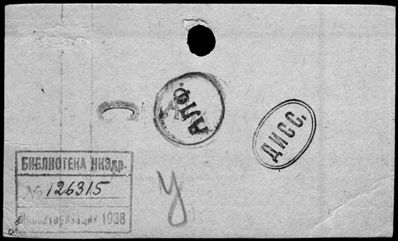 АЛФ.
ДИСС.
БИБЛИОТЕКА НКЗдр.
№ 126315
Инвентаризация 1938
У